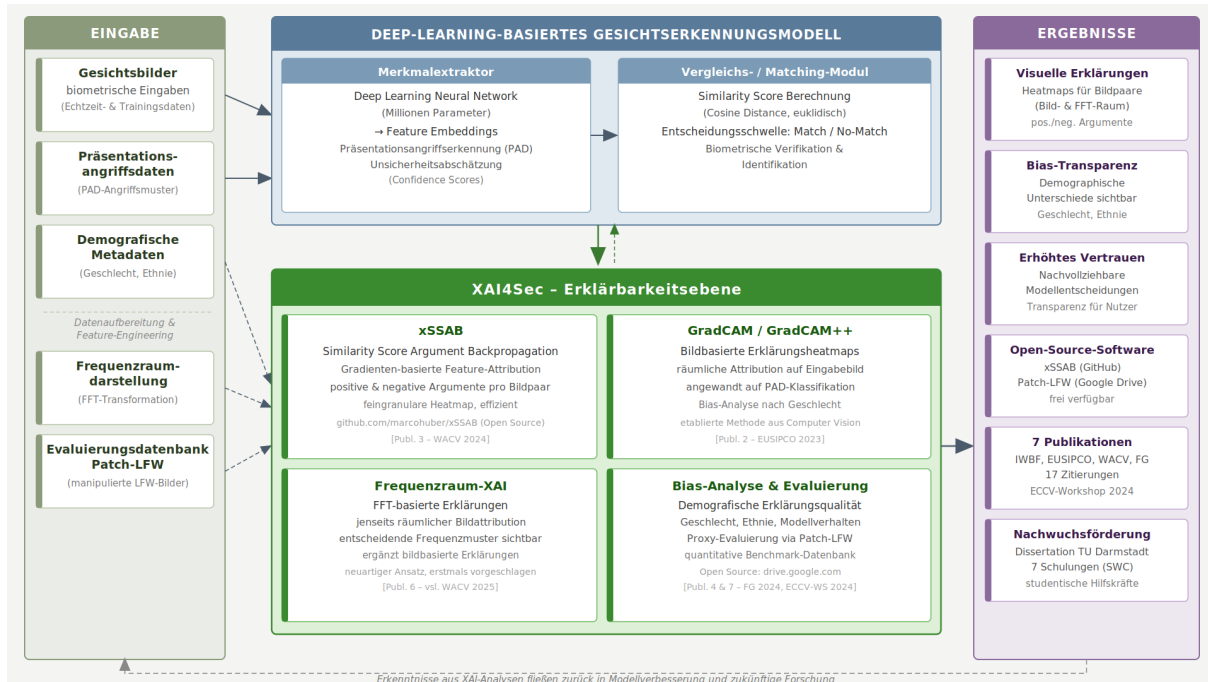 EINGABE
Gesichtsbilder
biometrische Eingaben
(Echtzeit- & Trainingsdaten)
Präsentations-
angriffsdaten
(PAD-Angriffsmuster)
Demografische
Metadaten
(Geschlecht, Ethnie)
Datenaufbereitung &
Feature-Engineering
Frequenzraum-
darstellung
(FFT-Transformation)
Evaluierungsdatenbank
Patch-LFW
(manipulierte LFW-Bilder)
DEEP-LEARNING-BASIERTES GESICHTSERKENNUNGSMODELL
Merkmalextraktor
Deep Learning Neural Network
(Millionen Parameter)
→ Feature Embeddings
Präsentationsangriffserkennung (PAD)
Unsicherheitsabschätzung
(Confidence Scores)
Vergleichs- / Matching-Modul
Similarity Score Berechnung
(Cosine Distance, euklidisch)
Entscheidungsschwelle: Match / No-Match
Biometrische Verifikation &
Identifikation
XAI4Sec – Erklärbarkeitsebene
xSSAB
Similarity Score Argument Backpropagation
Gradienten-basierte Feature-Attribution
positive & negative Argumente pro Bildpaar
feingranulare Heatmap, effizient
github.com/marcohuber/xSSAB (Open Source)
[Publ. 3 – WACV 2024]
GradCAM / GradCAM++
Bildbasierte Erklärungsheatmaps
räumliche Attribution auf Eingabebild
angewandt auf PAD-Klassifikation
Bias-Analyse nach Geschlecht
etablierte Methode aus Computer Vision
[Publ. 2 – EUSIPCO 2023]
Frequenzraum-XAI
FFT-basierte Erklärungen
jenseits räumlicher Bildattribution
entscheidende Frequenzmuster sichtbar
ergänzt bildbasierte Erklärungen
neuartiger Ansatz, erstmals vorgeschlagen
[Publ. 6 – vsl. WACV 2025]
Bias-Analyse & Evaluierung
Demografische Erklärungsqualität
Geschlecht, Ethnie, Modellverhalten
Proxy-Evaluierung via Patch-LFW
quantitative Benchmark-Datenbank
Open Source: drive.google.com
[Publ. 4 & 7 – FG 2024, ECCV-WS 2024]
ERGEBNISSE
Visuelle Erklärungen
Heatmaps für Bildpaare
(Bild- & FFT-Raum)
pos./neg. Argumente
Bias-Transparenz
Demographische
Unterschiede sichtbar
Geschlecht, Ethnie
Erhöhtes Vertrauen
Nachvollziehbare
Modellentscheidungen
Transparenz für Nutzer
Open-Source-Software
xSSAB (GitHub)
Patch-LFW (Google Drive)
frei verfügbar
7 Publikationen
IWBF, EUSIPCO, WACV, FG
17 Zitierungen
ECCV-Workshop 2024
Nachwuchsförderung
Dissertation TU Darmstadt
7 Schulungen (SWC)
studentische Hilfskräfte
Erkenntnisse aus XAI-Analysen fließen zurück in Modellverbesserung und zukünftige Forschung